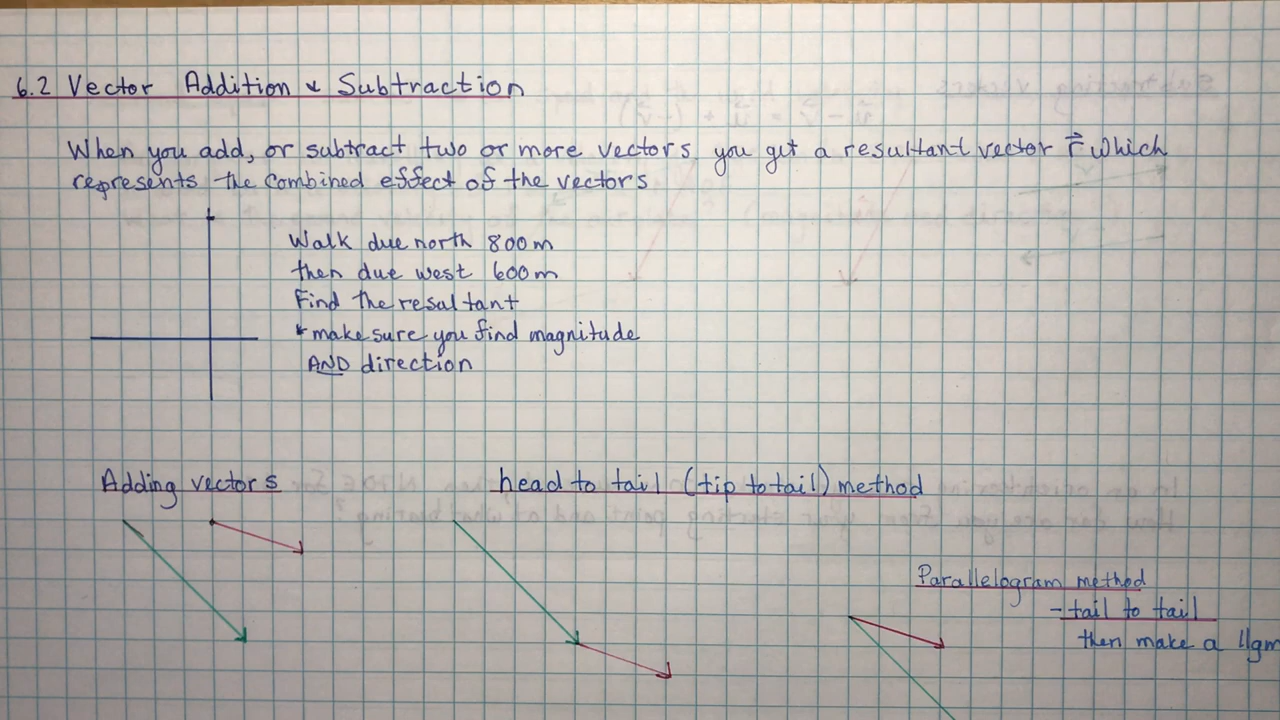 6.2 Vector Addition & Subtraction
When you add, or subtract two or more vectors, you get a resultant vector r⃗ which
represents the combined effect of the vectors
Walk due north 800m
then due west 600m
Find the resultant
* make sure you find magnitude
AND direction
Adding vectors
head to tail (tip to tail) method
Parallelogram method
- tail to tail
then make a ||gm